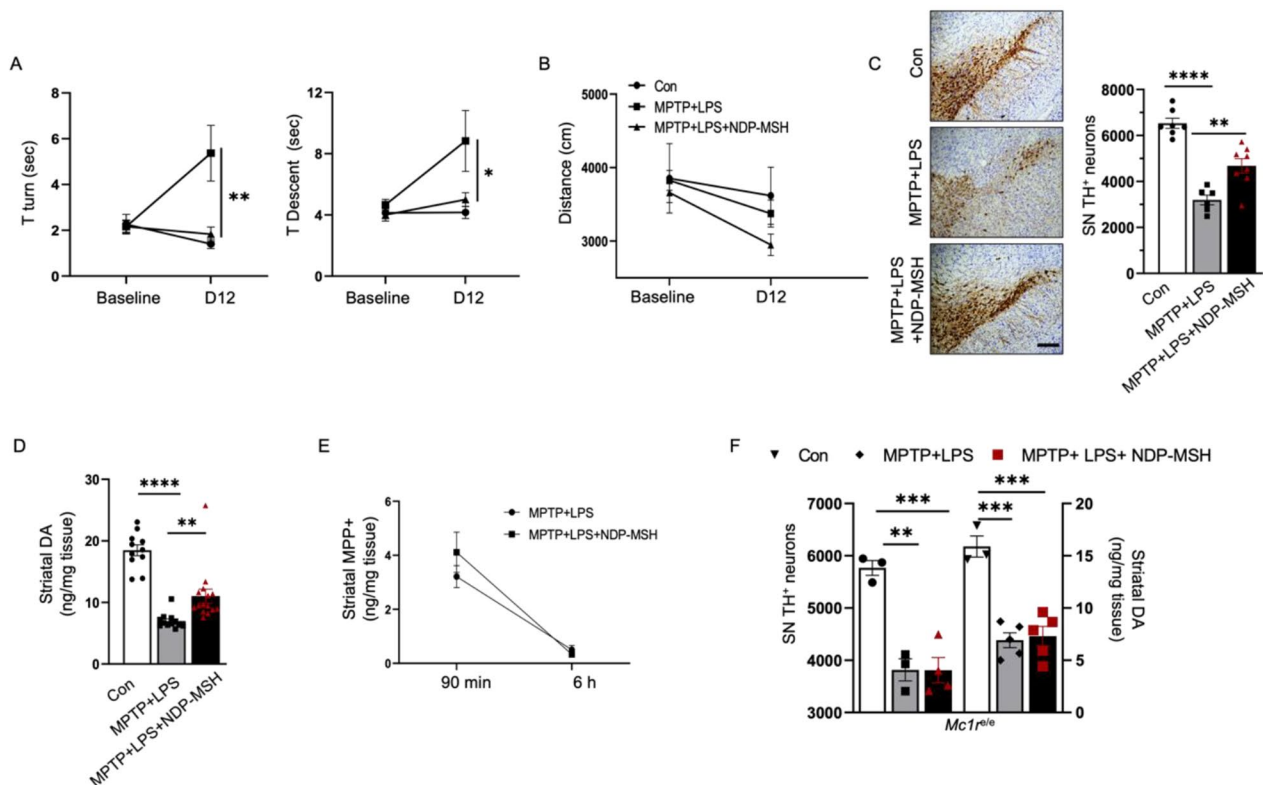 A
T turn (sec)
8
6
4
2
0
**
Baseline
D12
T Descent (sec)
12
8
4
0
*
Baseline
D12
B
Distance (cm)
5000
4000
3000
Con
MPTP+LPS
MPTP+LPS+NDP-MSH
Baseline
D12
C
Con
MPTP+LPS
MPTP+LPS
+NDP-MSH
SN TH⁺ neurons
8000
6000
4000
2000
0
****
**
Con
MPTP+LPS
MPTP+LPS+NDP-MSH
D
Striatal DA
(ng/mg tissue)
30
20
10
0
****
**
Con
MPTP+LPS
MPTP+LPS+NDP-MSH
E
Striatal MPP+
(ng/mg tissue)
6
4
2
0
MPTP+LPS
MPTP+LPS+NDP-MSH
90 min
6 h
F
Con
MPTP+LPS
MPTP+ LPS+ NDP-MSH
SN TH⁺ neurons
7000
6000
5000
4000
3000
***
**
***
***
20
15
10
5
0
Striatal DA
(ng/mg tissue)
Mc1rᵉ/ᵉ